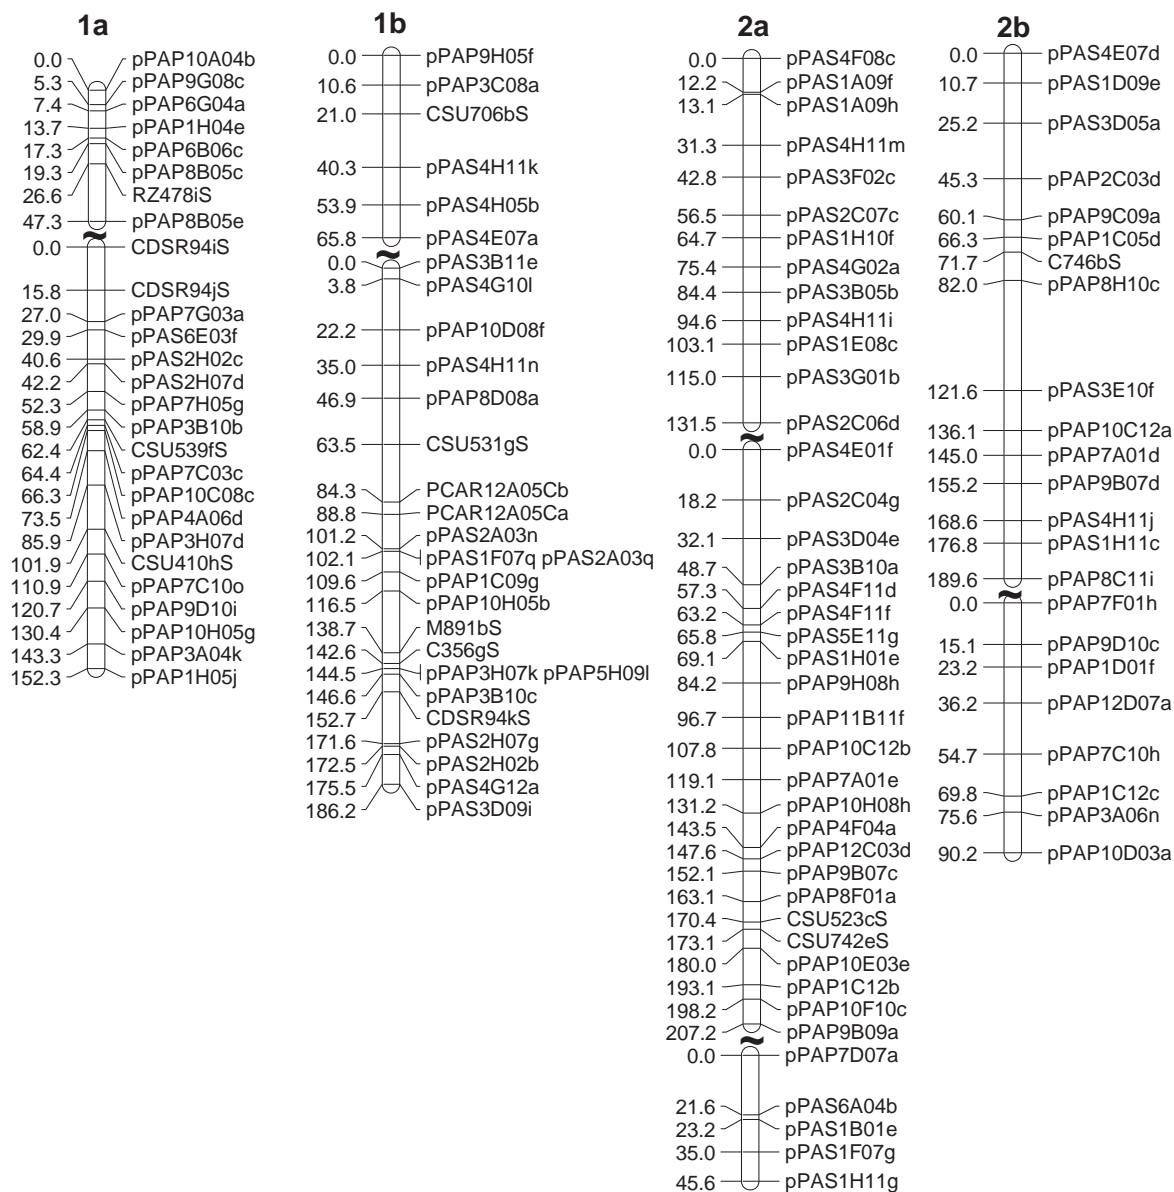 1a
0.0 pPAP10A04b
5.3 pPAP9G08c
7.4 pPAP6G04a
13.7 pPAP1H04e
17.3 pPAP6B06c
19.3 pPAP8B05c
26.6 RZ478iS
47.3 pPAP8B05e
0.0 CDSR94iS
15.8 CDSR94jS
27.0 pPAP7G03a
29.9 pPAS6E03f
40.6 pPAS2H02c
42.2 pPAS2H07d
52.3 pPAP7H05g
58.9 pPAP3B10b
62.4 CSU539fS
64.4 pPAP7C03c
66.3 pPAP10C08c
73.5 pPAP4A06d
85.9 pPAP3H07d
101.9 CSU410hS
110.9 pPAP7C10o
120.7 pPAP9D10i
130.4 pPAP10H05g
143.3 pPAP3A04k
152.3 pPAP1H05j
1b
0.0 pPAP9H05f
10.6 pPAP3C08a
21.0 CSU706bS
40.3 pPAS4H11k
53.9 pPAS4H05b
65.8 pPAS4E07a
0.0 pPAS3B11e
3.8 pPAS4G10l
22.2 pPAP10D08f
35.0 pPAS4H11n
46.9 pPAP8D08a
63.5 CSU531gS
84.3 PCAR12A05Cb
88.8 PCAR12A05Ca
101.2 pPAS2A03n
102.1 pPAS1F07q pPAS2A03q
109.6 pPAP1C09g
116.5 pPAP10H05b
138.7 M891bS
142.6 C356gS
144.5 pPAP3H07k pPAP5H09l
146.6 pPAP3B10c
152.7 CDSR94kS
171.6 pPAS2H07g
172.5 pPAS2H02b
175.5 pPAS4G12a
186.2 pPAS3D09i
2a
0.0 pPAS4F08c
12.2 pPAS1A09f
13.1 pPAS1A09h
31.3 pPAS4H11m
42.8 pPAS3F02c
56.5 pPAS2C07c
64.7 pPAS1H10f
75.4 pPAS4G02a
84.4 pPAS3B05b
94.6 pPAS4H11i
103.1 pPAS1E08c
115.0 pPAS3G01b
131.5 pPAS2C06d
0.0 pPAS4E01f
18.2 pPAS2C04g
32.1 pPAS3D04e
48.7 pPAS3B10a
57.3 pPAS4F11d
63.2 pPAS4F11f
65.8 pPAS5E11g
69.1 pPAS1H01e
84.2 pPAP9H08h
96.7 pPAP11B11f
107.8 pPAP10C12b
119.1 pPAP7A01e
131.2 pPAP10H08h
143.5 pPAP4F04a
147.6 pPAP12C03d
152.1 pPAP9B07c
163.1 pPAP8F01a
170.4 CSU523cS
173.1 CSU742eS
180.0 pPAP10E03e
193.1 pPAP1C12b
198.2 pPAP10F10c
207.2 pPAP9B09a
0.0 pPAP7D07a
21.6 pPAS6A04b
23.2 pPAS1B01e
35.0 pPAS1F07g
45.6 pPAS1H11g
2b
0.0 pPAS4E07d
10.7 pPAS1D09e
25.2 pPAS3D05a
45.3 pPAP2C03d
60.1 pPAP9C09a
66.3 pPAP1C05d
71.7 C746bS
82.0 pPAP8H10c
121.6 pPAS3E10f
136.1 pPAP10C12a
145.0 pPAP7A01d
155.2 pPAP9B07d
168.6 pPAS4H11j
176.8 pPAS1H11c
189.6 pPAP8C11i
0.0 pPAP7F01h
15.1 pPAP9D10c
23.2 pPAP1D01f
36.2 pPAP12D07a
54.7 pPAP7C10h
69.8 pPAP1C12c
75.6 pPAP3A06n
90.2 pPAP10D03a